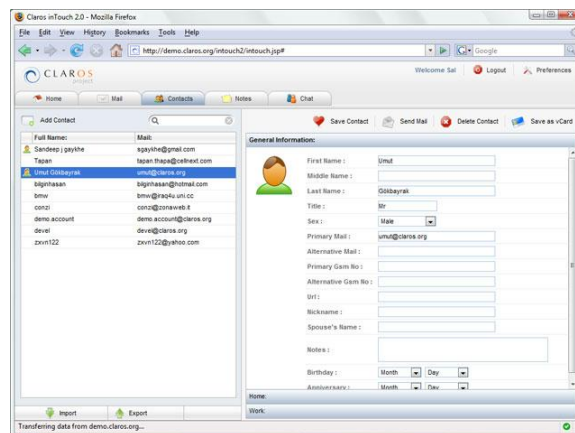 Claros inTouch 2.0 - Mozilla Firefox
File Edit View History Bookmarks Tools Help
http://demo.claros.org/intouch2/intouch.jsp#
Google
CLAROS
project
Welcome Sal Logout Preferences
Home Mail Contacts Notes Chat
Add Contact
Save Contact Send Mail Delete Contact Save as vCard
Full Name: Mail:
Sandeep j gaykhe sgaykhe@gmail.com
Tapan tapan.thapa@cellnext.com
Umut Gökbayrak umut@claros.org
bilginhasan bilginhasan@hotmail.com
bmw bmw@iraq4u.uni.cc
conzi conzi@zonaweb.it
demo.account demo.account@claros.org
devel devel@claros.org
zxvn122 zxvn122@yahoo.com
Import Export
General Information:
First Name : Umut
Middle Name :
Last Name : Gökbayrak
Title : Mr
Sex : Male
Primary Mail : umut@claros.org
Alternative Mail :
Primary Gsm No :
Alternative Gsm No :
Url :
Nickname :
Spouse's Name :
Notes :
Birthday : Month Day
Anniversary : Month Day
Home:
Work:
Transferring data from demo.claros.org...